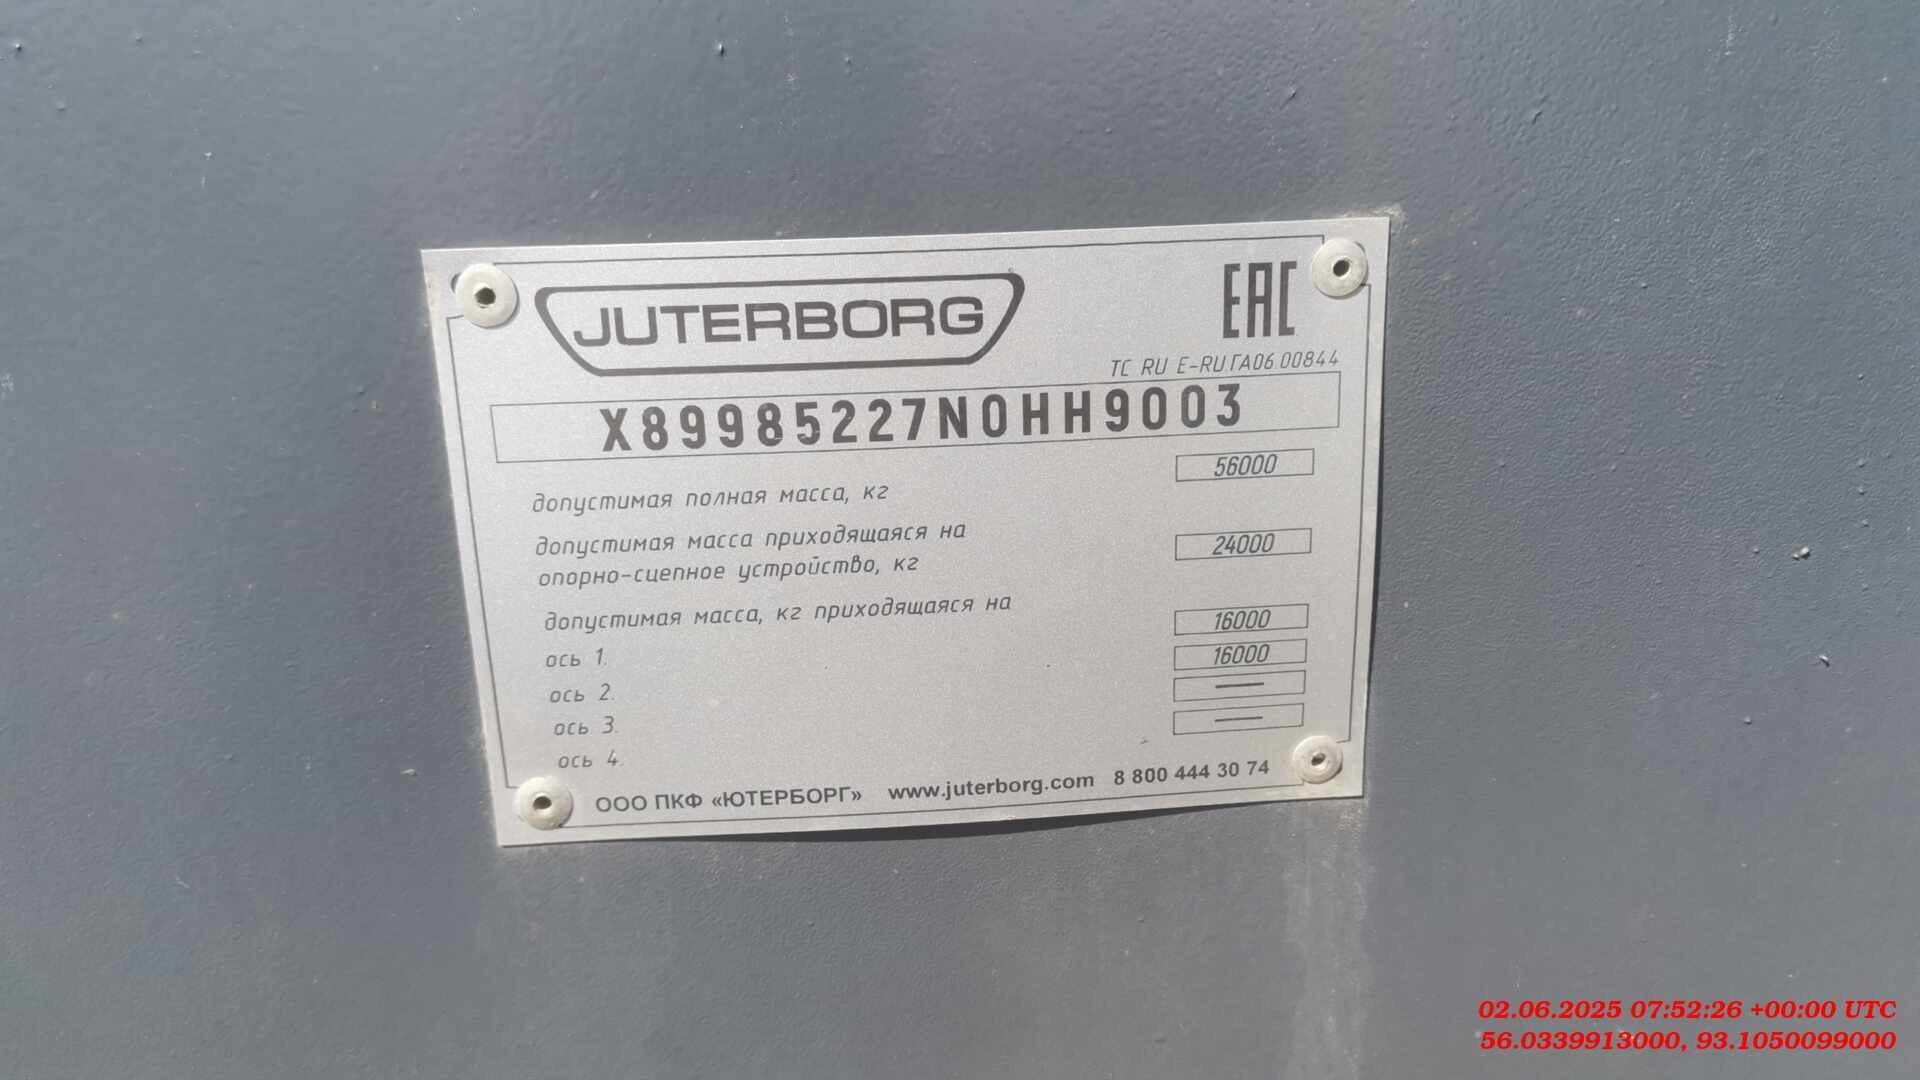 JUTERBORG
EAC
ТС RU E-RU.ГА06.00844
X89985227N0HH9003
допустимая полная масса, кг 56000
допустимая масса приходящаяся на
опорно-сцепное устройство, кг 24000
допустимая масса, кг приходящаяся на
ось 1. 16000
ось 2. 16000
ось 3. —
ось 4. —
ООО ПКФ «ЮТЕРБОРГ» www.juterborg.com 8 800 444 30 74
02.06.2025 07:52:26 +00:00 UTC
56.0339913000, 93.1050099000